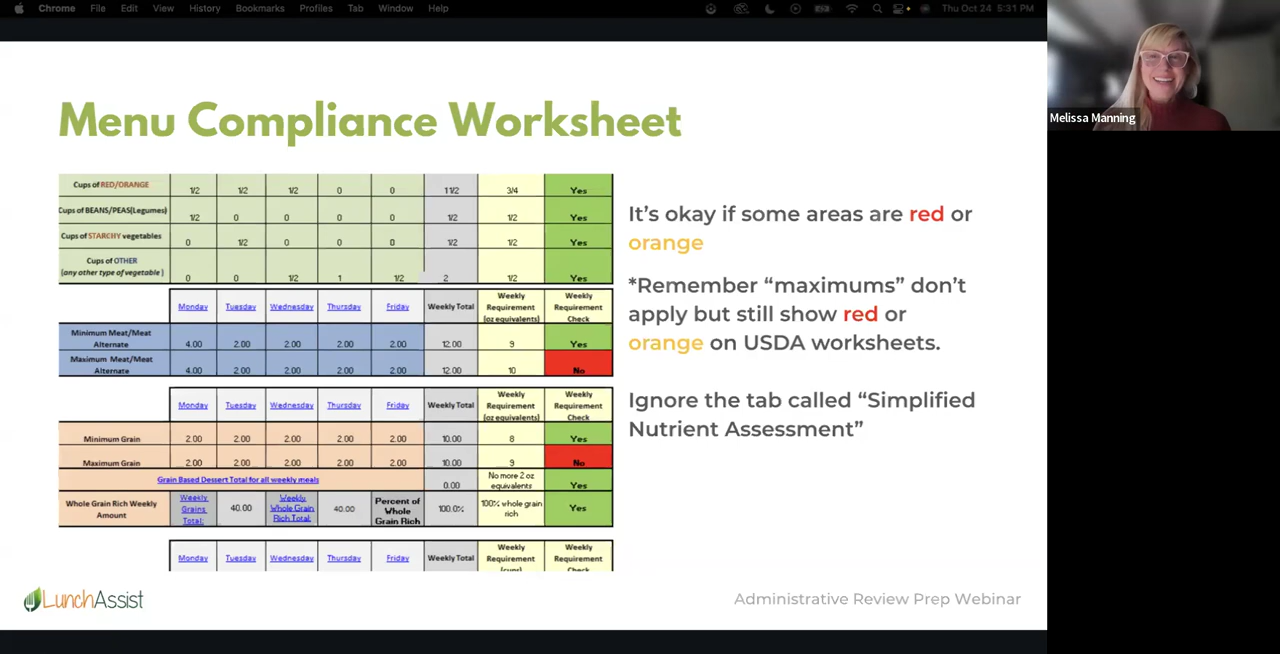 Chrome File Edit View History Bookmarks Profiles Tab Window Help Thu Oct 24 5:31 PM
Melissa Manning
Menu Compliance Worksheet
Cups of RED/ORANGE 1/2 1/2 1/2 0 0 1 1/2 3/4 Yes
Cups of BEANS/PEAS(Legumes) 1/2 0 0 0 0 1/2 1/2 Yes
Cups of STARCHY vegetables 0 1/2 0 0 0 1/2 1/2 Yes
Cups of OTHER
(any other type of vegetable) 0 0 1/2 1 1/2 2 1/2 Yes
Monday Tuesday Wednesday Thursday Friday Weekly Total Weekly Requirement (oz equivalents) Weekly Requirement Check
Minimum Meat/Meat Alternate 4.00 2.00 2.00 2.00 2.00 12.00 9 Yes
Maximum Meat/Meat Alternate 4.00 2.00 2.00 2.00 2.00 12.00 10 No
Monday Tuesday Wednesday Thursday Friday Weekly Total Weekly Requirement (oz equivalents) Weekly Requirement Check
Minimum Grain 2.00 2.00 2.00 2.00 2.00 10.00 8 Yes
Maximum Grain 2.00 2.00 2.00 2.00 2.00 10.00 9 No
Grain Based Dessert Total for all weekly meals 0.00 No more 2 oz equivalents Yes
Whole Grain Rich Weekly Amount Weekly Grains Total: 40.00 Weekly Whole Grain Rich Total: 40.00 Percent of Whole Grain Rich 100.0% 100% whole grain rich Yes
Monday Tuesday Wednesday Thursday Friday Weekly Total Weekly Requirement (cups) Weekly Requirement Check
It's okay if some areas are red or
orange
*Remember “maximums” don't
apply but still show red or
orange on USDA worksheets.
Ignore the tab called “Simplified
Nutrient Assessment”
LunchAssist
Administrative Review Prep Webinar